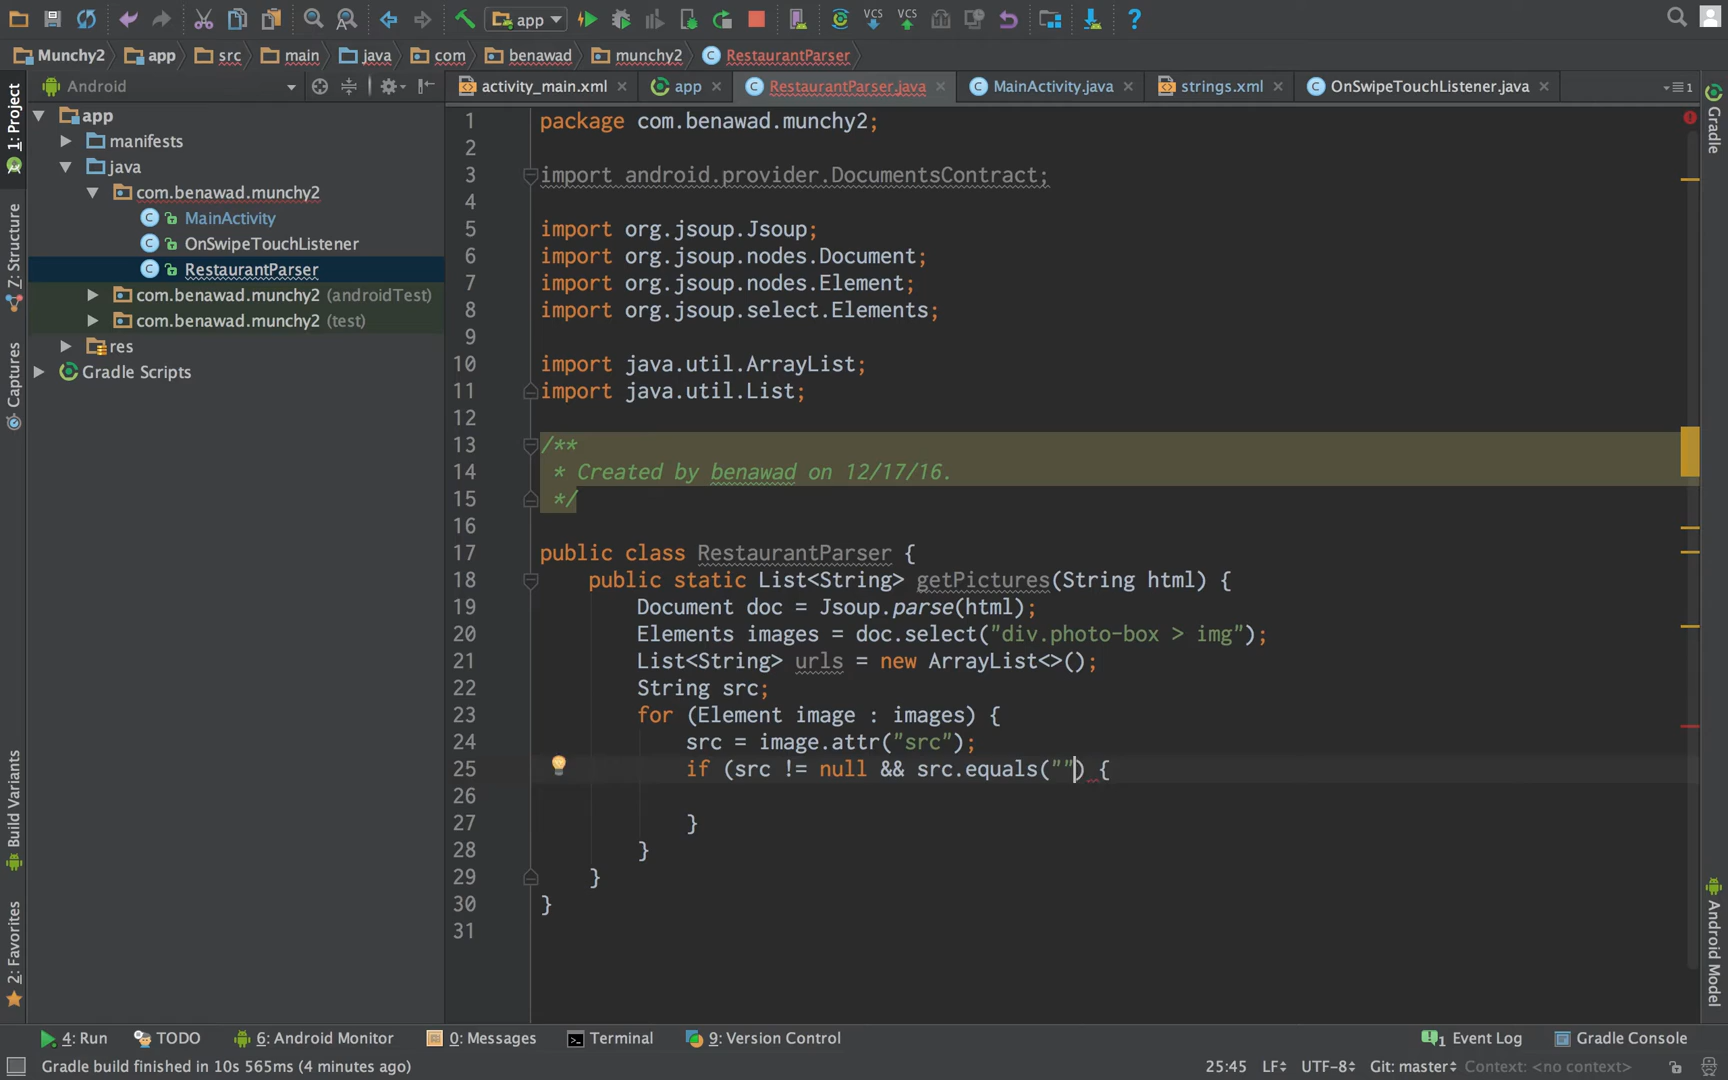 app
Munchy2 app src main java com benawad munchy2 RestaurantParser
Android
activity_main.xml app RestaurantParser.java MainActivity.java strings.xml OnSwipeTouchListener.java
1: Project
Z: Structure
Captures
Build Variants
2: Favorites
app
manifests
java
com.benawad.munchy2
MainActivity
OnSwipeTouchListener
RestaurantParser
com.benawad.munchy2 (androidTest)
com.benawad.munchy2 (test)
res
Gradle Scripts
1 package com.benawad.munchy2;
2
3 import android.provider.DocumentsContract;
4
5 import org.jsoup.Jsoup;
6 import org.jsoup.nodes.Document;
7 import org.jsoup.nodes.Element;
8 import org.jsoup.select.Elements;
9
10 import java.util.ArrayList;
11 import java.util.List;
12
13 /**
14 * Created by benawad on 12/17/16.
15 */
16
17 public class RestaurantParser {
18 public static List<String> getPictures(String html) {
19 Document doc = Jsoup.parse(html);
20 Elements images = doc.select("div.photo-box > img");
21 List<String> urls = new ArrayList<>();
22 String src;
23 for (Element image : images) {
24 src = image.attr("src");
25 if (src != null && src.equals("") {
26
27 }
28 }
29 }
30 }
31
Gradle
Android Model
4: Run TODO 6: Android Monitor 0: Messages Terminal 9: Version Control 1 Event Log Gradle Console
Gradle build finished in 10s 565ms (4 minutes ago) 25:45 LF UTF-8 Git: master Context: <no context>